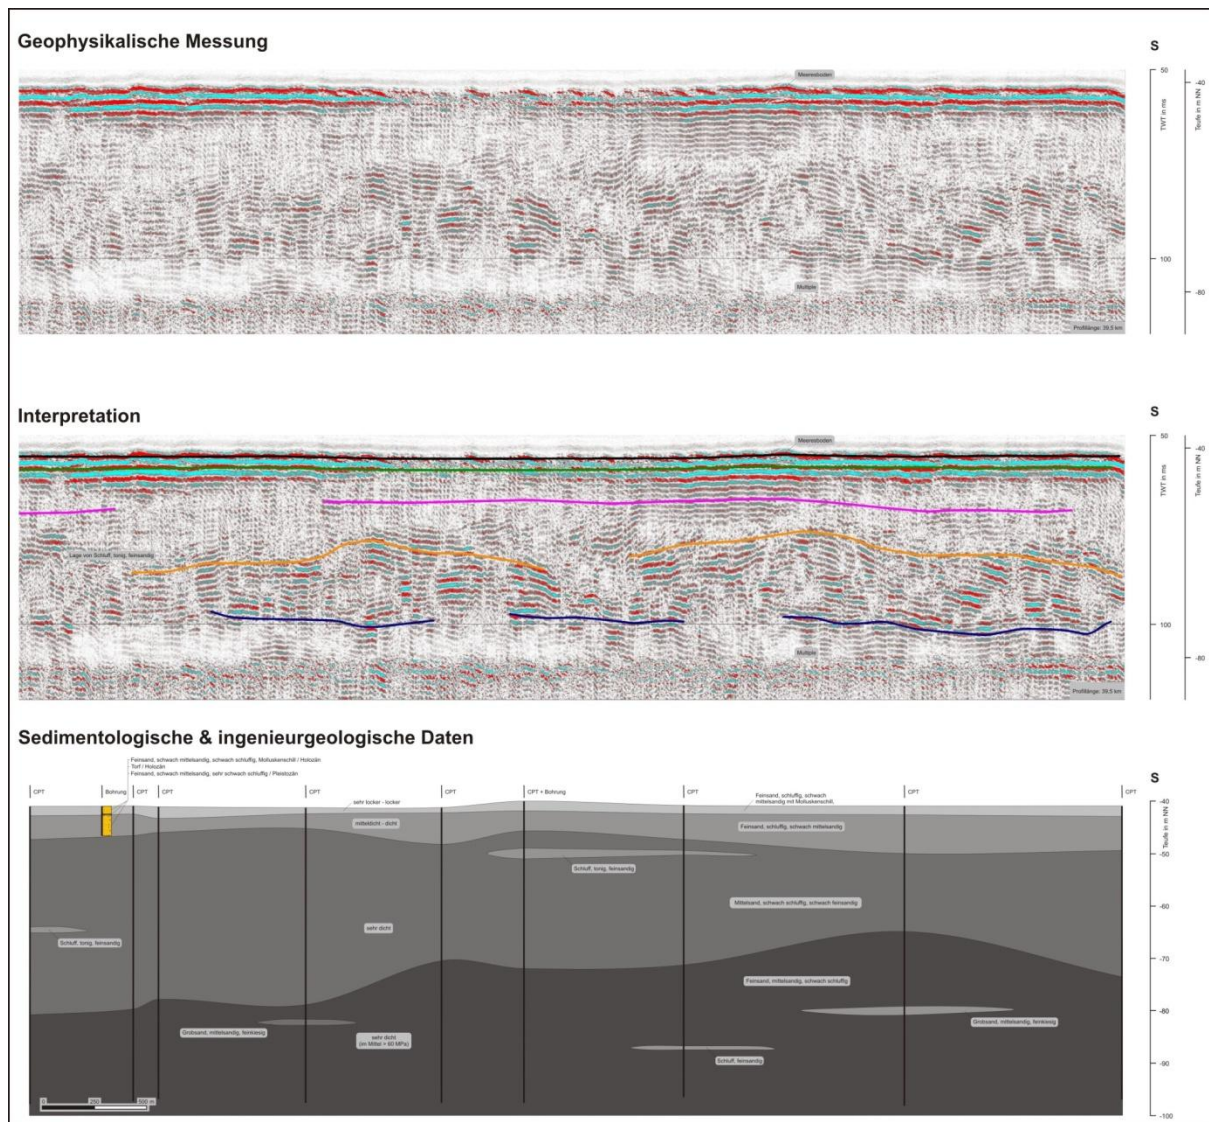 Geophysikalische Messung
S
Meeresboden
50
-40
TWT in ms
Teufe in m NN
100
Multiple
-80
Profillänge: 39,5 km
Interpretation
S
Meeresboden
50
-40
TWT in ms
Teufe in m NN
Lage von Schluff, tonig, feinsandig
100
Multiple
-80
Profillänge: 39,5 km
Sedimentologische & ingenieurgeologische Daten
Feinsand, schwach mittelsandig, schwach schluffig, Molluskenschill / Holozän
Torf / Holozän
Feinsand, schwach mittelsandig, sehr schwach schluffig / Pleistozän
S
CPT
Bohrung
CPT
CPT
CPT
CPT
CPT + Bohrung
CPT
CPT
CPT
Feinsand, schluffig, schwach
mittelsandig mit Molluskenschill,
sehr locker - locker
-40
Teufe in m NN
mitteldicht - dicht
Feinsand, schluffig, schwach mittelsandig
-50
Schluff, tonig, feinsandig
Mittelsand, schwach schluffig, schwach feinsandig
-60
sehr dicht
Schluff, tonig, feinsandig
-70
Feinsand, mittelsandig, schwach schluffig
-80
Grobsand, mittelsandig, feinkiesig
Grobsand, mittelsandig, feinkiesig
sehr dicht
(im Mittel > 60 MPa)
Schluff, feinsandig
-90
0 250 500 m
-100